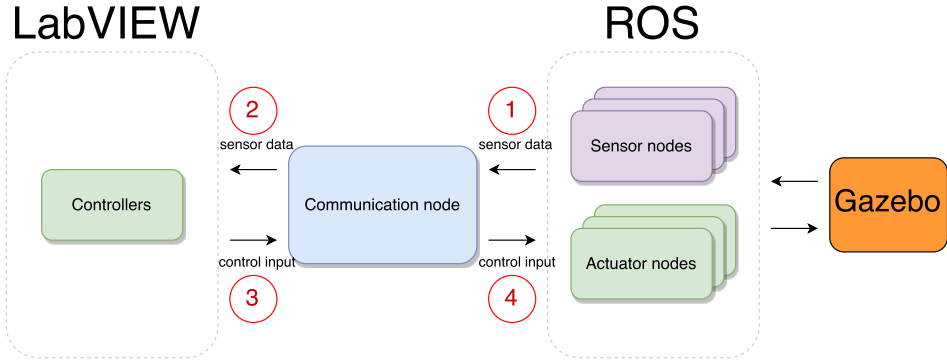 LabVIEW
ROS
2
1
sensor data
sensor data
Sensor nodes
Controllers
Communication node
Gazebo
control input
control input
Actuator nodes
3
4